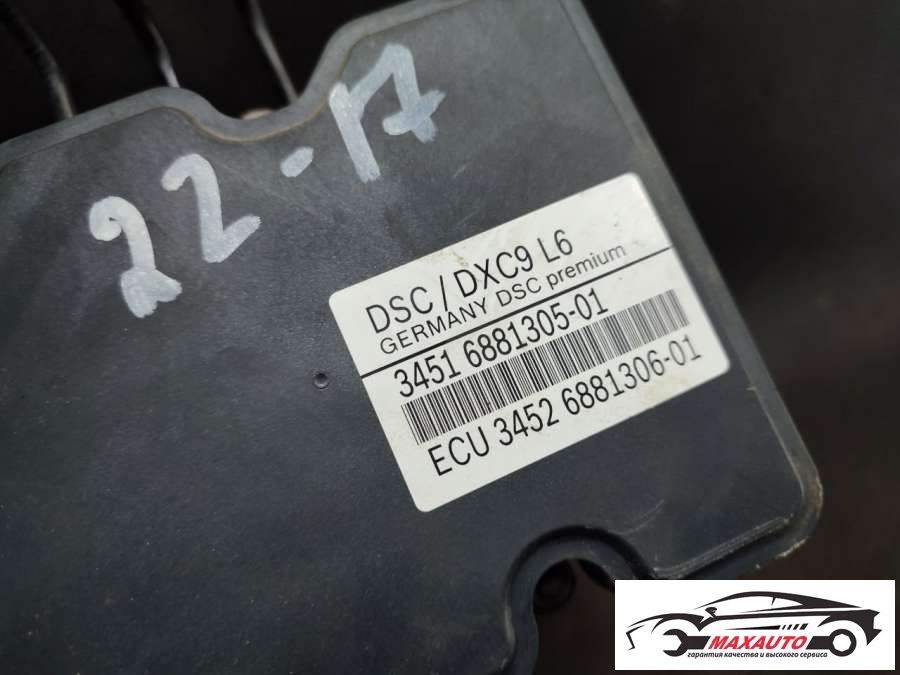 22-17
DSC / DXC9 L6
GERMANY DSC premium
3451 6881305-01
ECU 3452 6881306-01
MAXAUTO
гарантия качества и высокого сервиса